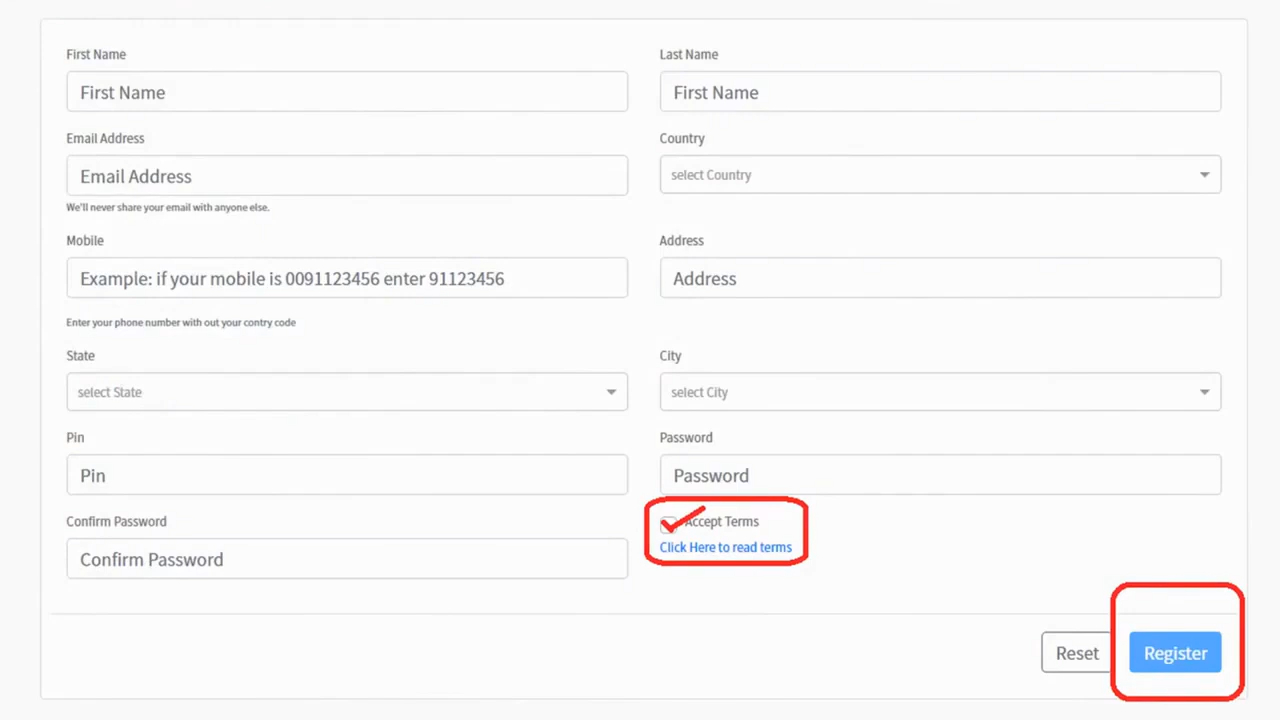 First Name
Last Name
First Name
First Name
Email Address
Country
Email Address
select Country
We'll never share your email with anyone else.
Mobile
Address
Example: if your mobile is 0091123456 enter 91123456
Address
Enter your phone number with out your contry code
State
City
select State
select City
Pin
Password
Pin
Password
Confirm Password
Accept Terms
Click Here to read terms
Confirm Password
Reset
Register